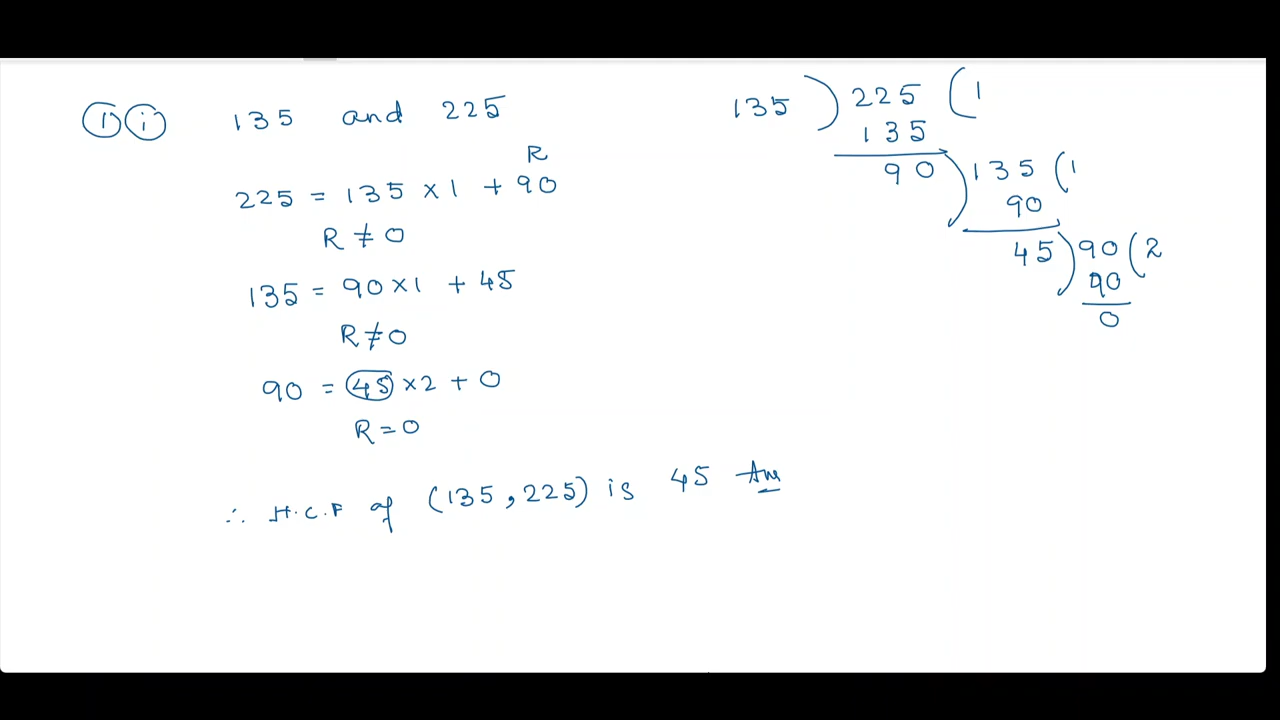 ① ⓘ 135 and 225
R
225 = 135 × 1 + 90
R ≠ 0
135 = 90 × 1 + 45
R ≠ 0
90 = 45 × 2 + 0
R = 0
∴ H.C.F of (135, 225) is 45 Ans
135 ) 225 ( 1
135
90 ) 135 ( 1
90
45 ) 90 ( 2
90
0